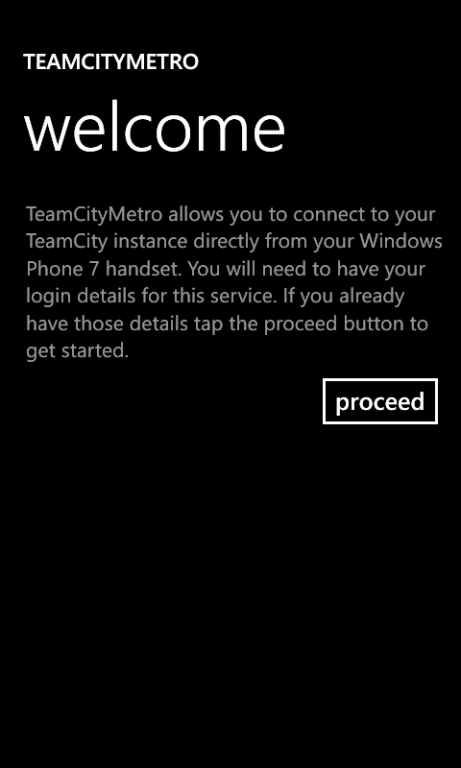 TEAMCITYMETRO
welcome
TeamCityMetro allows you to connect to your
TeamCity instance directly from your Windows
Phone 7 handset. You will need to have your
login details for this service. If you already
have those details tap the proceed button to
get started.
proceed